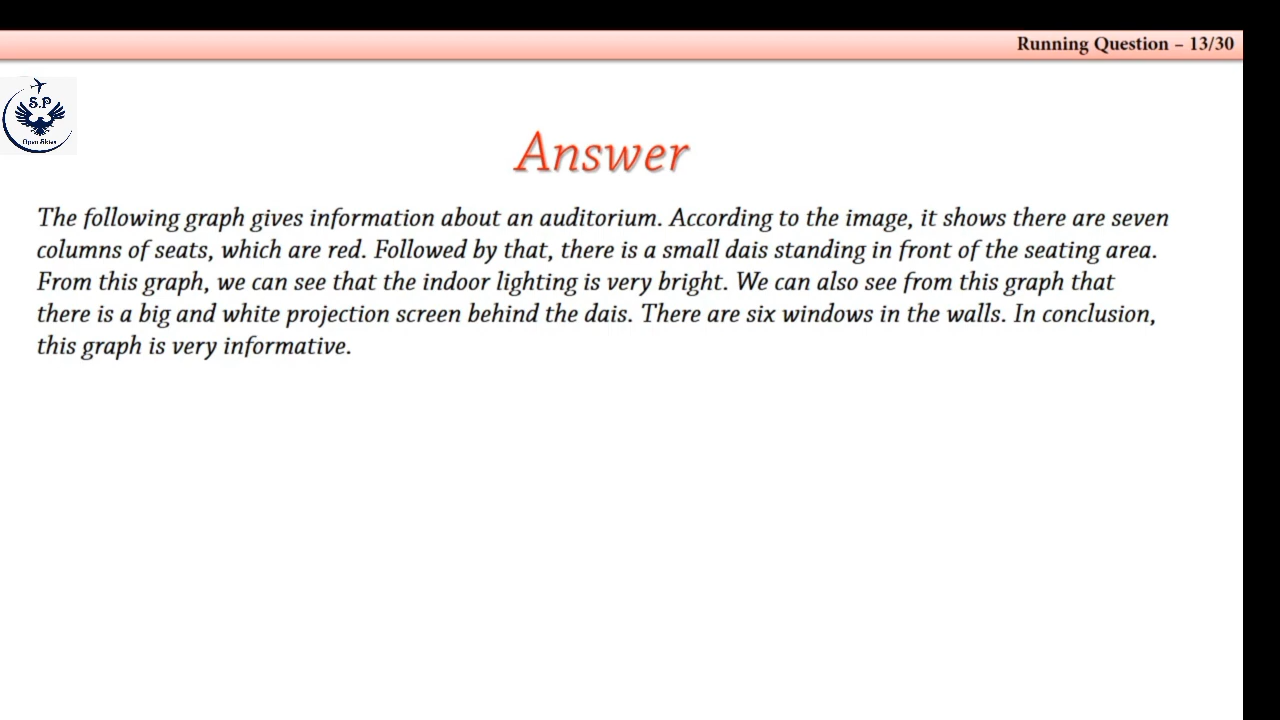 Running Question – 13/30
S.P
Open Skies
Answer
The following graph gives information about an auditorium. According to the image, it shows there are seven
columns of seats, which are red. Followed by that, there is a small dais standing in front of the seating area.
From this graph, we can see that the indoor lighting is very bright. We can also see from this graph that
there is a big and white projection screen behind the dais. There are six windows in the walls. In conclusion,
this graph is very informative.